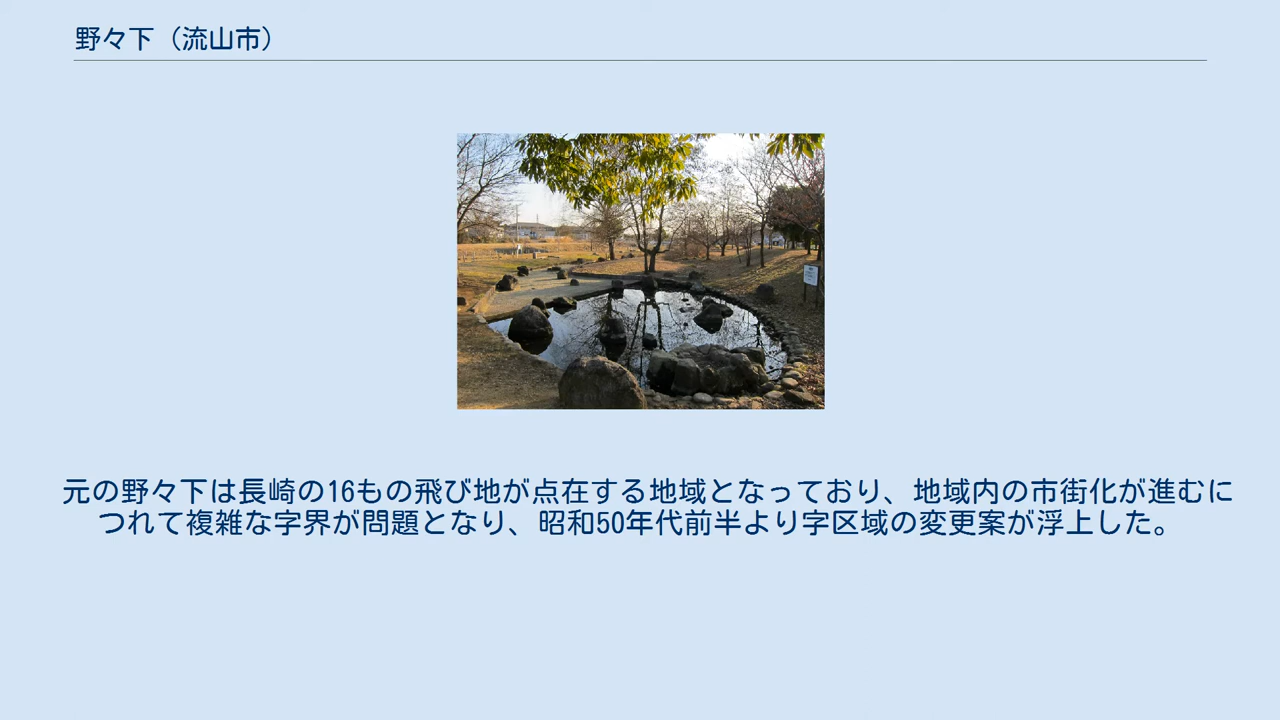 野々下（流山市）
元の野々下は長崎の16もの飛び地が点在する地域となっており、地域内の市街化が進むに
つれて複雑な字界が問題となり、昭和50年代前半より字区域の変更案が浮上した。